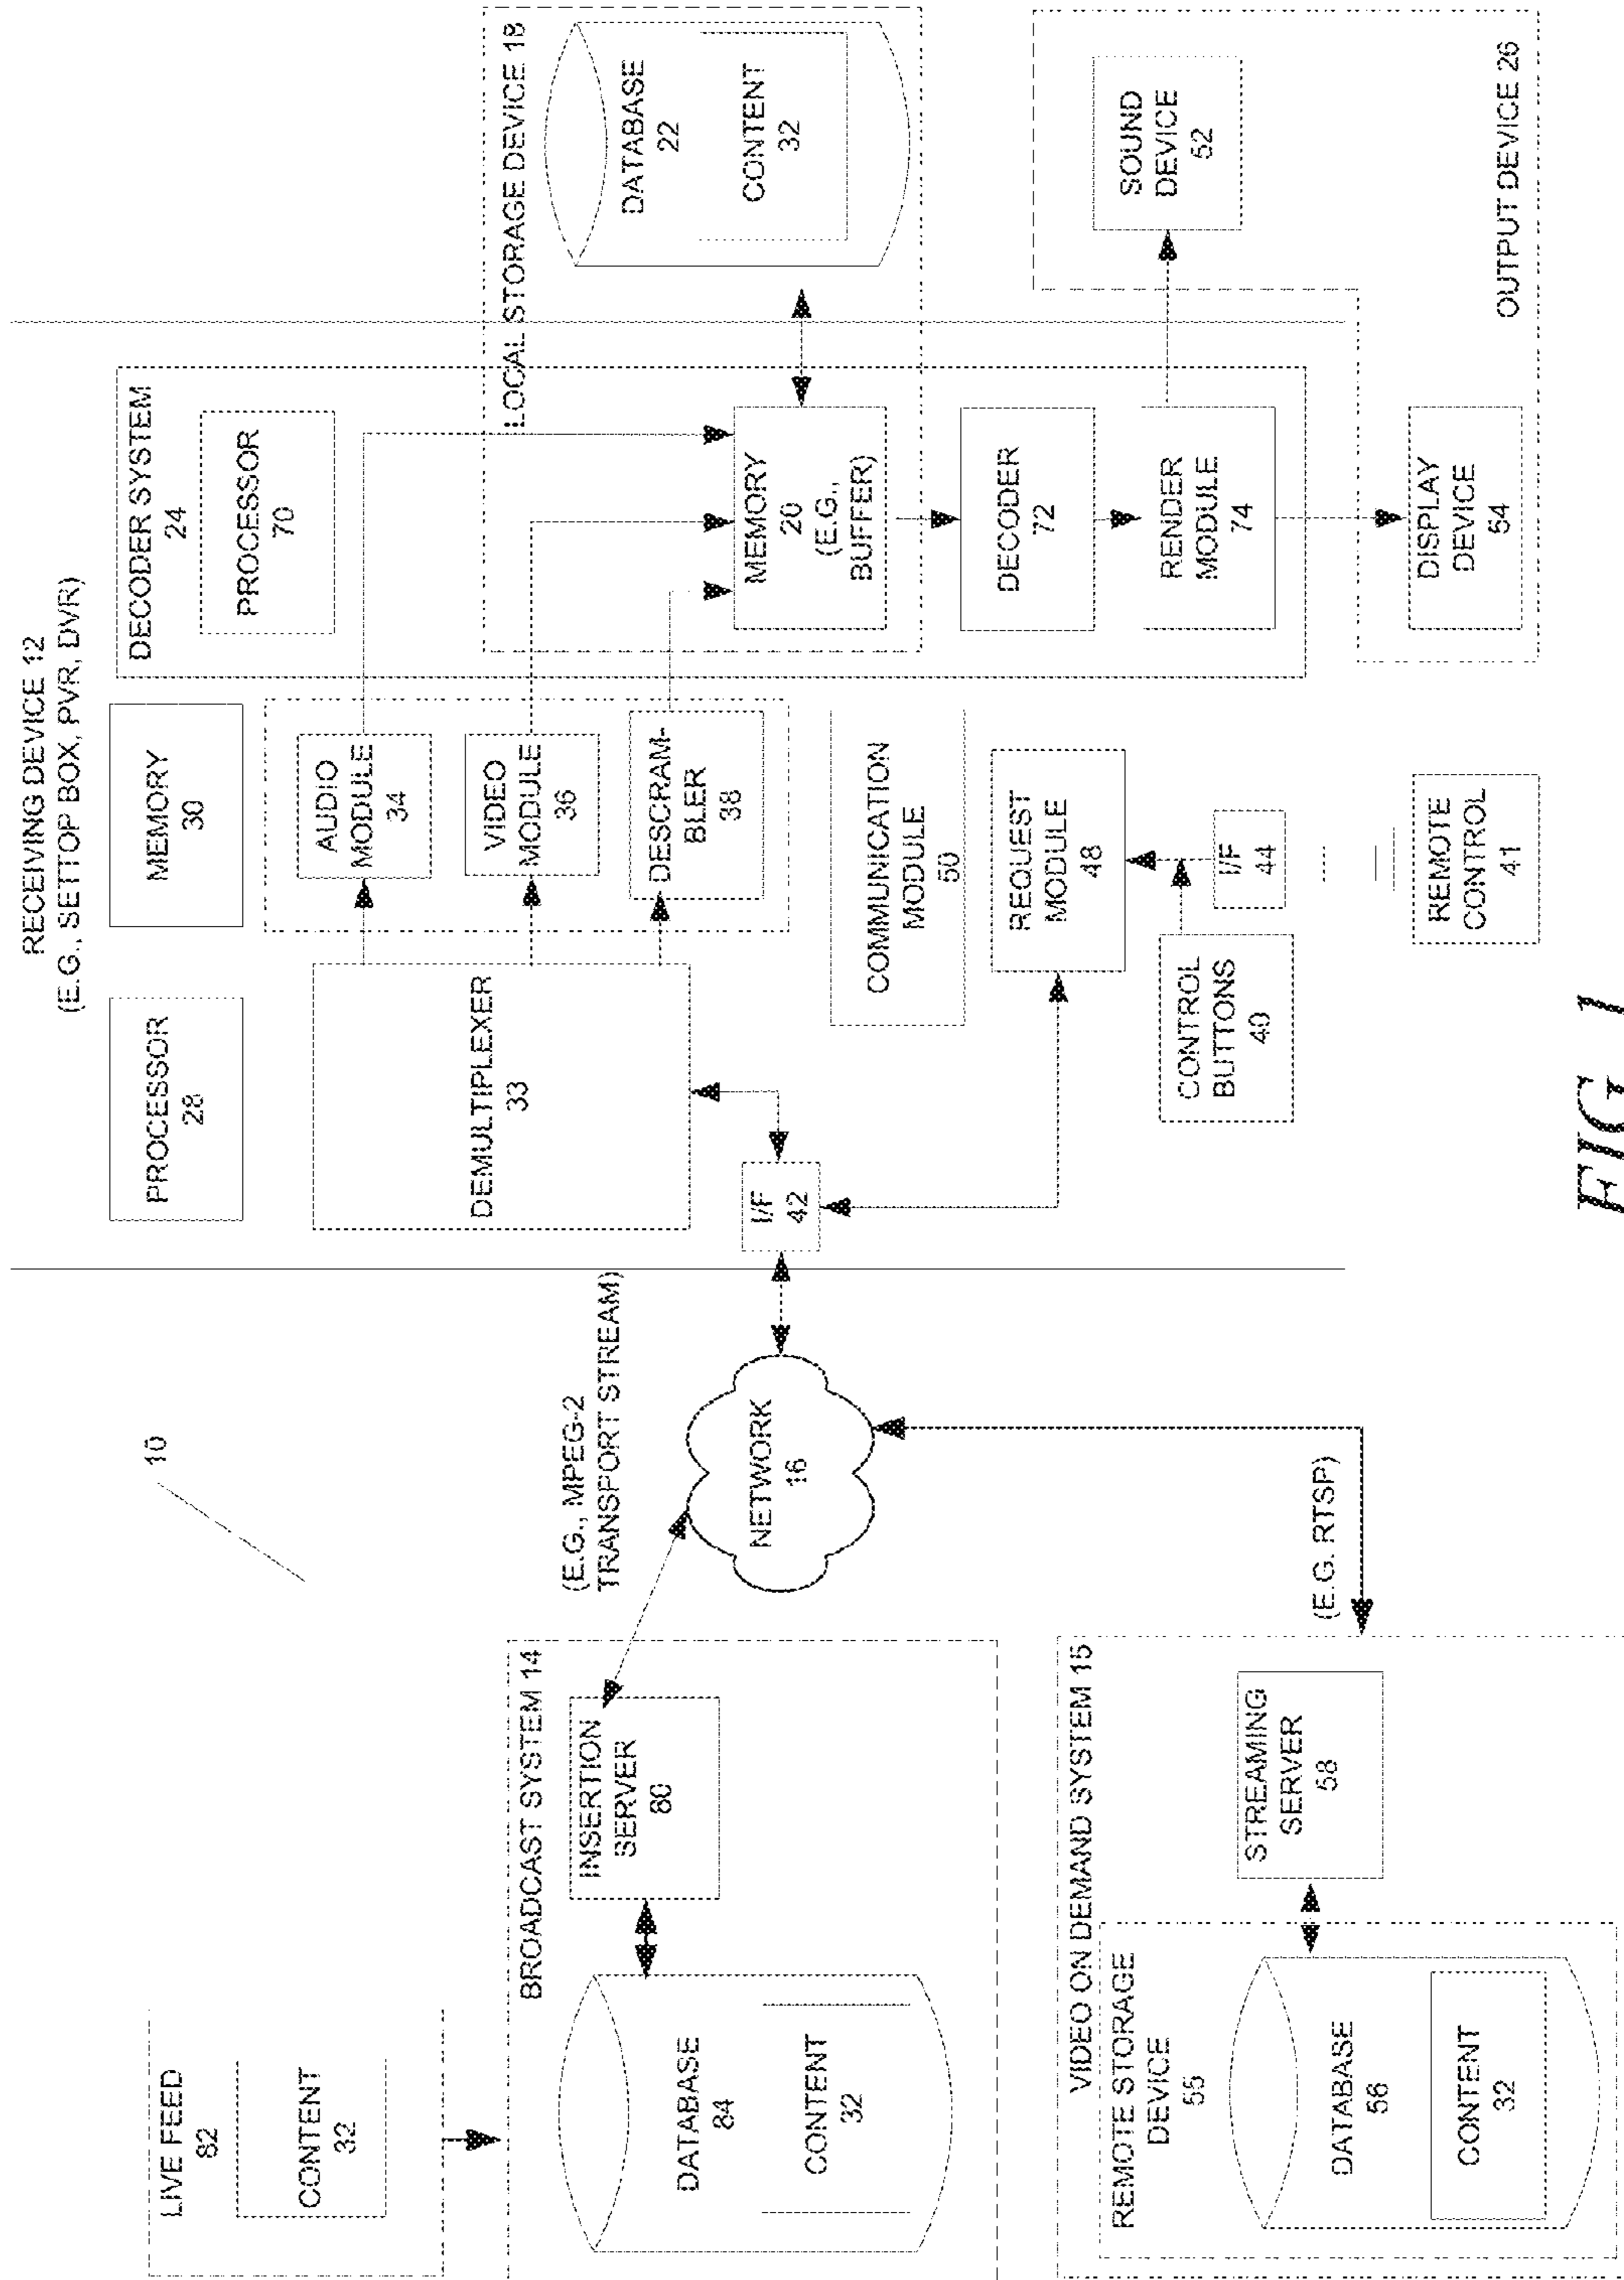 10
LIVE FEED
82
CONTENT
32
BROADCAST SYSTEM 14
INSERTION
SERVER
80
DATABASE
84
CONTENT
32
VIDEO ON DEMAND SYSTEM 15
REMOTE STORAGE
DEVICE
55
DATABASE
56
CONTENT
32
STREAMING
SERVER
58
(E.G., MPEG-2
TRANSPORT STREAM)
NETWORK
16
(E.G. RTSP)
RECEIVING DEVICE 12
(E.G., SETTOP BOX, PVR, DVR)
PROCESSOR
28
MEMORY
30
DEMULTIPLEXER
33
AUDIO
MODULE
34
VIDEO
MODULE
36
DESCRAM-
BLER
38
I/F
42
COMMUNICATION
MODULE
50
REQUEST
MODULE
48
CONTROL
BUTTONS
40
I/F
44
REMOTE
CONTROL
41
DECODER SYSTEM
24
PROCESSOR
70
LOCAL STORAGE DEVICE 18
MEMORY
20
(E.G.,
BUFFER)
DATABASE
22
CONTENT
32
DECODER
72
RENDER
MODULE
74
SOUND
DEVICE
52
DISPLAY
DEVICE
54
OUTPUT DEVICE 26
FIG. 1